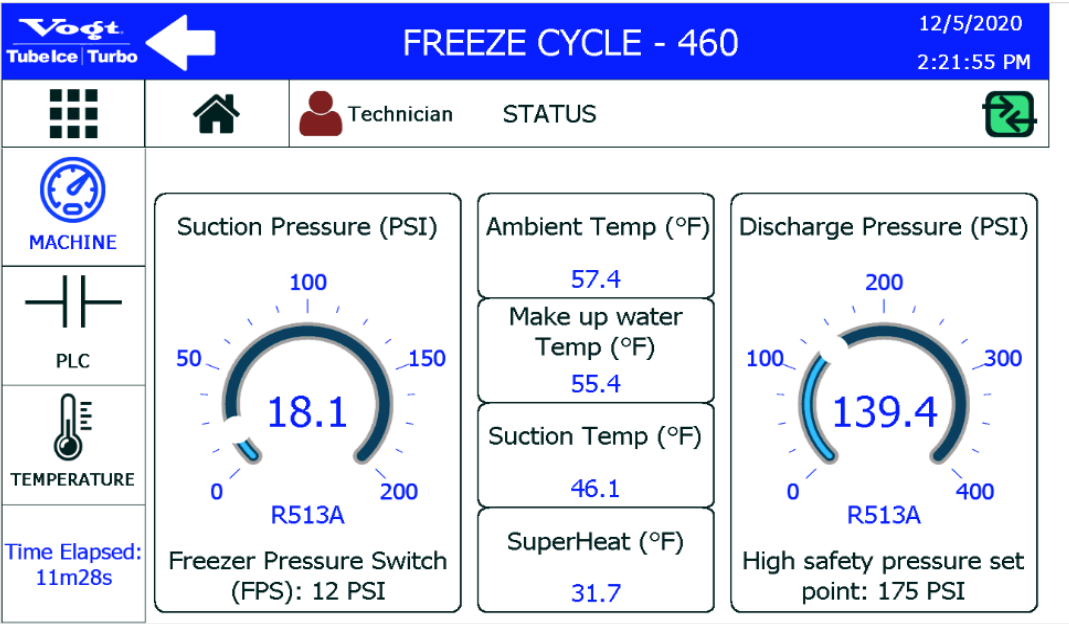 Vogt
TubeIce | Turbo
FREEZE CYCLE - 460
12/5/2020
2:21:55 PM
Technician
STATUS
MACHINE
PLC
TEMPERATURE
Time Elapsed:
11m28s
Suction Pressure (PSI)
100
50
150
18.1
0
200
R513A
Freezer Pressure Switch
(FPS): 12 PSI
Ambient Temp (°F)
57.4
Make up water
Temp (°F)
55.4
Suction Temp (°F)
46.1
SuperHeat (°F)
31.7
Discharge Pressure (PSI)
200
100
300
139.4
0
400
R513A
High safety pressure set
point: 175 PSI